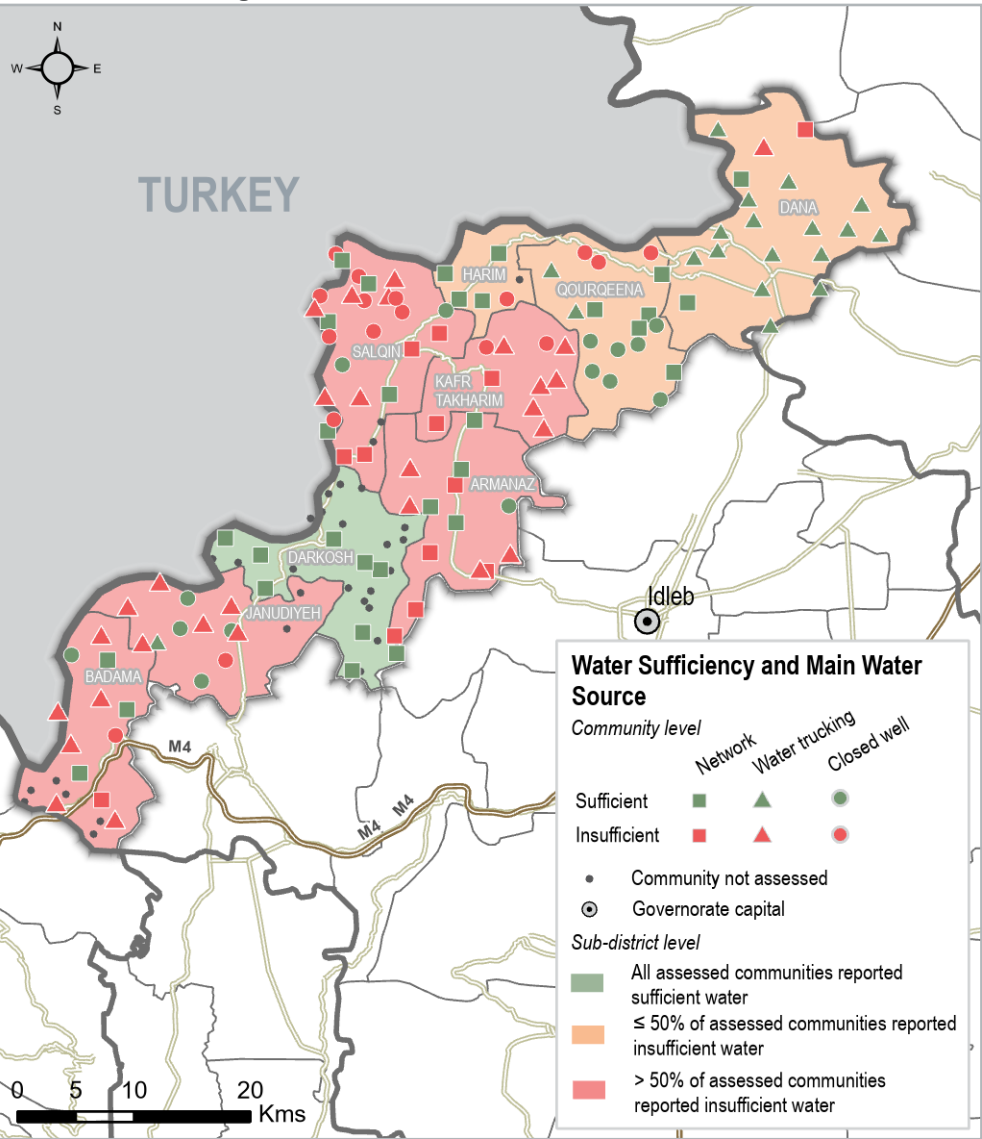 N
W
E
S
TURKEY
DANA
HARIM
QOURQEENA
SALQIN
KAFR
TAKHARIM
ARMANAZ
DARKOSH
JANUDIYEH
BADAMA
Idleb
M4
M4
M4
Water Sufficiency and Main Water
Source
Community level
Network
Water trucking
Closed well
Sufficient
Insufficient
Community not assessed
Governorate capital
Sub-district level
All assessed communities reported
sufficient water
≤ 50% of assessed communities reported
insufficient water
> 50% of assessed communities
reported insufficient water
0 5 10 20
Kms